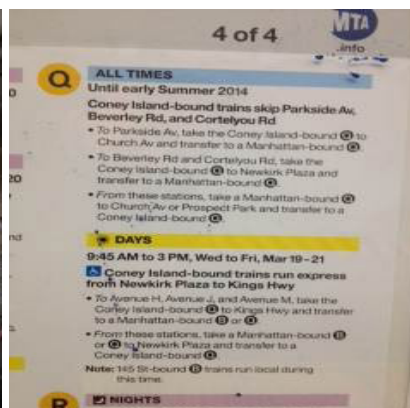 4 of 4
MTA
.info
Q
ALL TIMES
Until early Summer 2014
Coney Island-bound trains skip Parkside Av,
Beverley Rd, and Cortelyou Rd
• To Parkside Av, take the Coney Island-bound Q to
Church Av and transfer to a Manhattan-bound Q.
• To Beverley Rd and Cortelyou Rd, take the
Coney Island-bound Q to Newkirk Plaza and
transfer to a Manhattan-bound Q.
• From these stations, take a Manhattan-bound Q
to Church Av or Prospect Park and transfer to a
Coney Island-bound Q.
DAYS
9:45 AM to 3 PM, Wed to Fri, Mar 19 - 21
Coney Island-bound trains run express
from Newkirk Plaza to Kings Hwy
• To Avenue H, Avenue J, and Avenue M, take the
Coney Island-bound Q to Kings Hwy and transfer
to a Manhattan-bound B or Q.
• From these stations, take a Manhattan-bound B
or Q to Newkirk Plaza and transfer to a
Coney Island-bound Q.
Note: 145 St-bound B trains run local during
this time.
R
NIGHTS